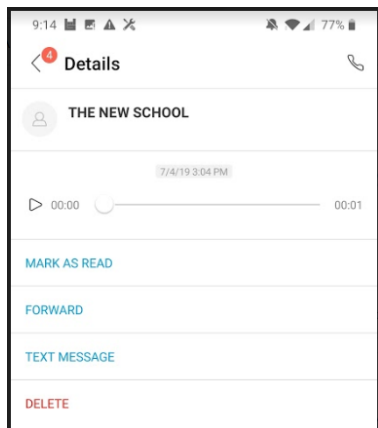 9:14 77%
4
Details
THE NEW SCHOOL
7/4/19 3:04 PM
00:00 00:01
MARK AS READ
FORWARD
TEXT MESSAGE
DELETE